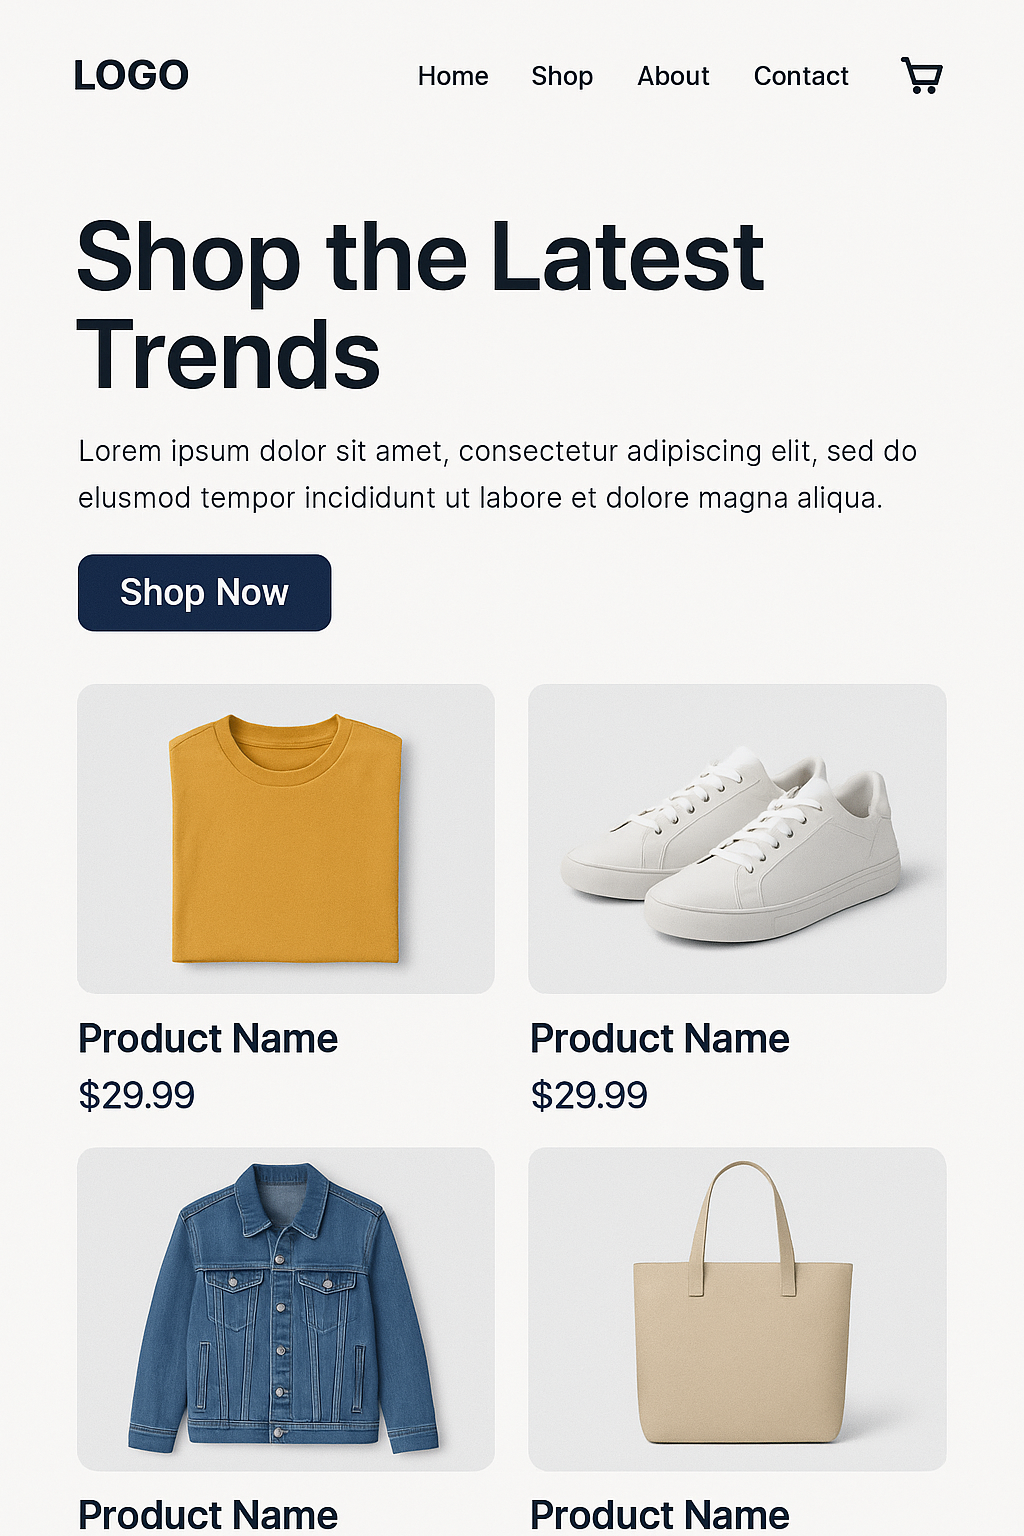 LOGO
Home Shop About Contact
Shop the Latest
Trends
Lorem ipsum dolor sit amet, consectetur adipiscing elit, sed do
elusmod tempor incididunt ut labore et dolore magna aliqua.
Shop Now
Product Name
$29.99
Product Name
$29.99
Product Name
Product Name